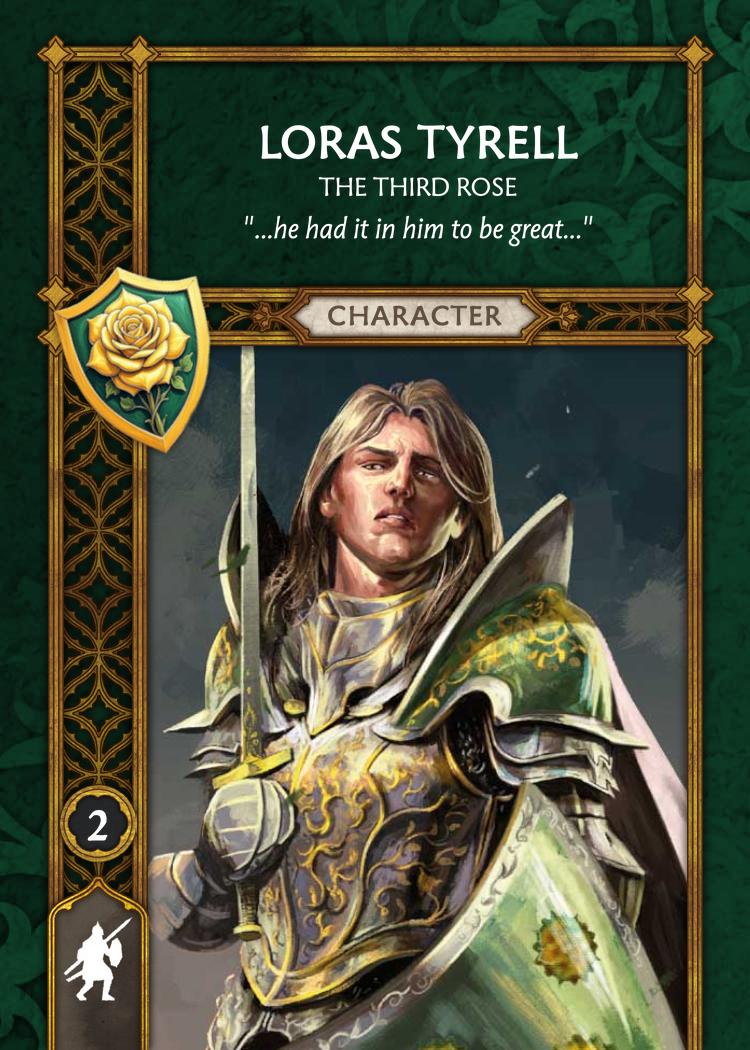 LORAS TYRELL
THE THIRD ROSE
"...he had it in him to be great..."
CHARACTER
2